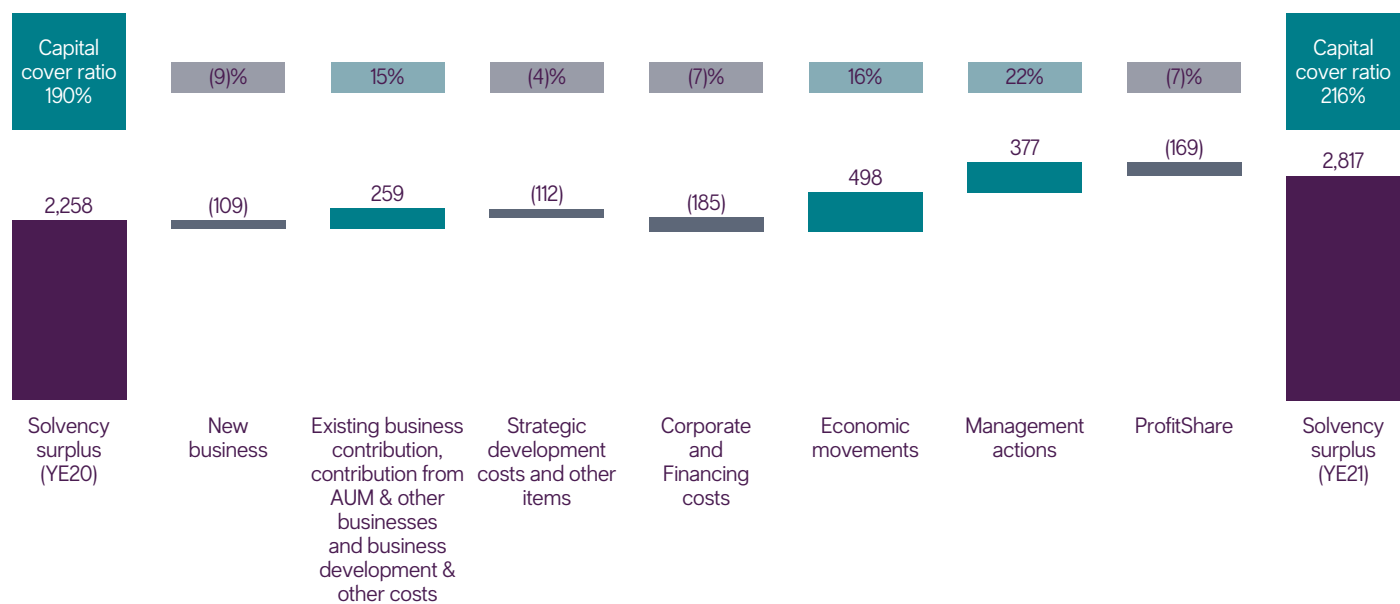 Capital
cover ratio
190%
(9)%
15%
(4)%
(7)%
16%
22%
(7)%
Capital
cover ratio
216%
2,258
(109)
259
(112)
(185)
498
377
(169)
2,817
Solvency
surplus
(YE20)
New
business
Existing business
contribution,
contribution from
AUM & other
businesses
and business
development &
other costs
Strategic
development
costs and other
items
Corporate
and
Financing
costs
Economic
movements
Management
actions
ProfitShare
Solvency
surplus
(YE21)